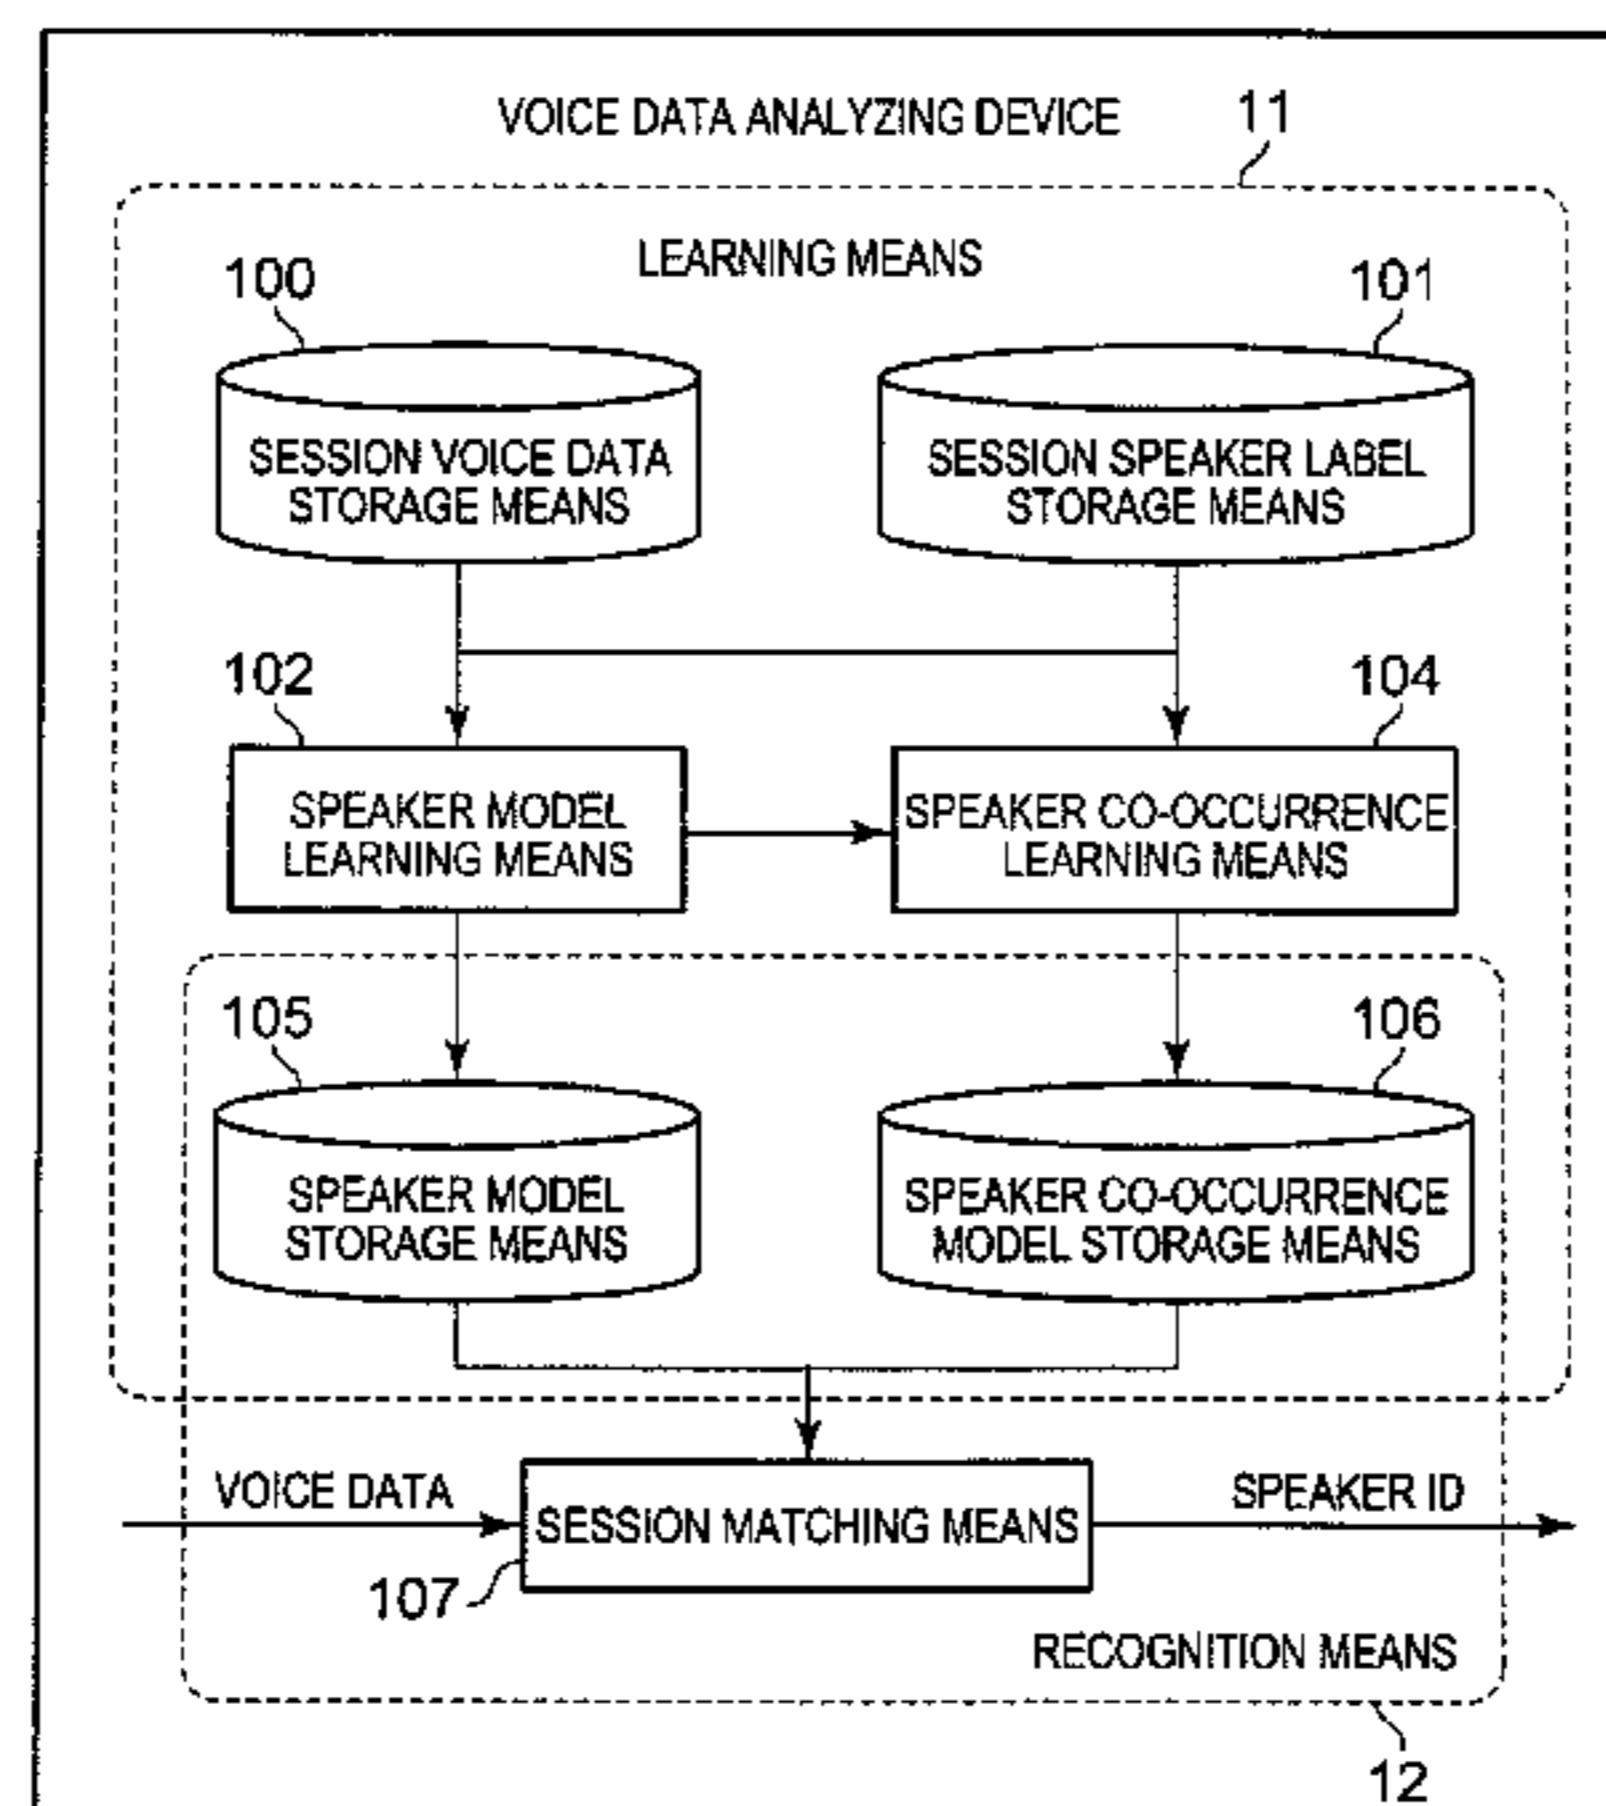 VOICE DATA ANALYZING DEVICE
11
LEARNING MEANS
100
101
SESSION VOICE DATA
STORAGE MEANS
SESSION SPEAKER LABEL
STORAGE MEANS
102
104
SPEAKER MODEL
LEARNING MEANS
SPEAKER CO-OCCURRENCE
LEARNING MEANS
105
106
SPEAKER MODEL
STORAGE MEANS
SPEAKER CO-OCCURRENCE
MODEL STORAGE MEANS
VOICE DATA
SESSION MATCHING MEANS
SPEAKER ID
107
RECOGNITION MEANS
12